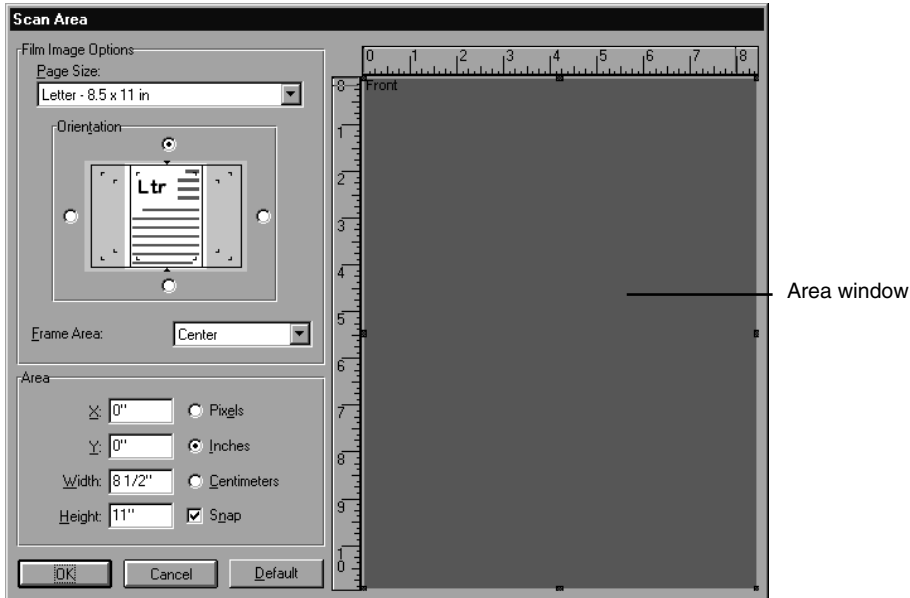 Scan Area
Film Image Options
Page Size:
Letter - 8.5 x 11 in
Orientation
Ltr
Frame Area: Center
Area
X: 0" Pixels
Y: 0" Inches
Width: 8 1/2" Centimeters
Height: 11" Snap
OK Cancel Default
0 1 2 3 4 5 6 7 8
0 Front
1
2
3
4
5
6
7
8
9
10
Area window